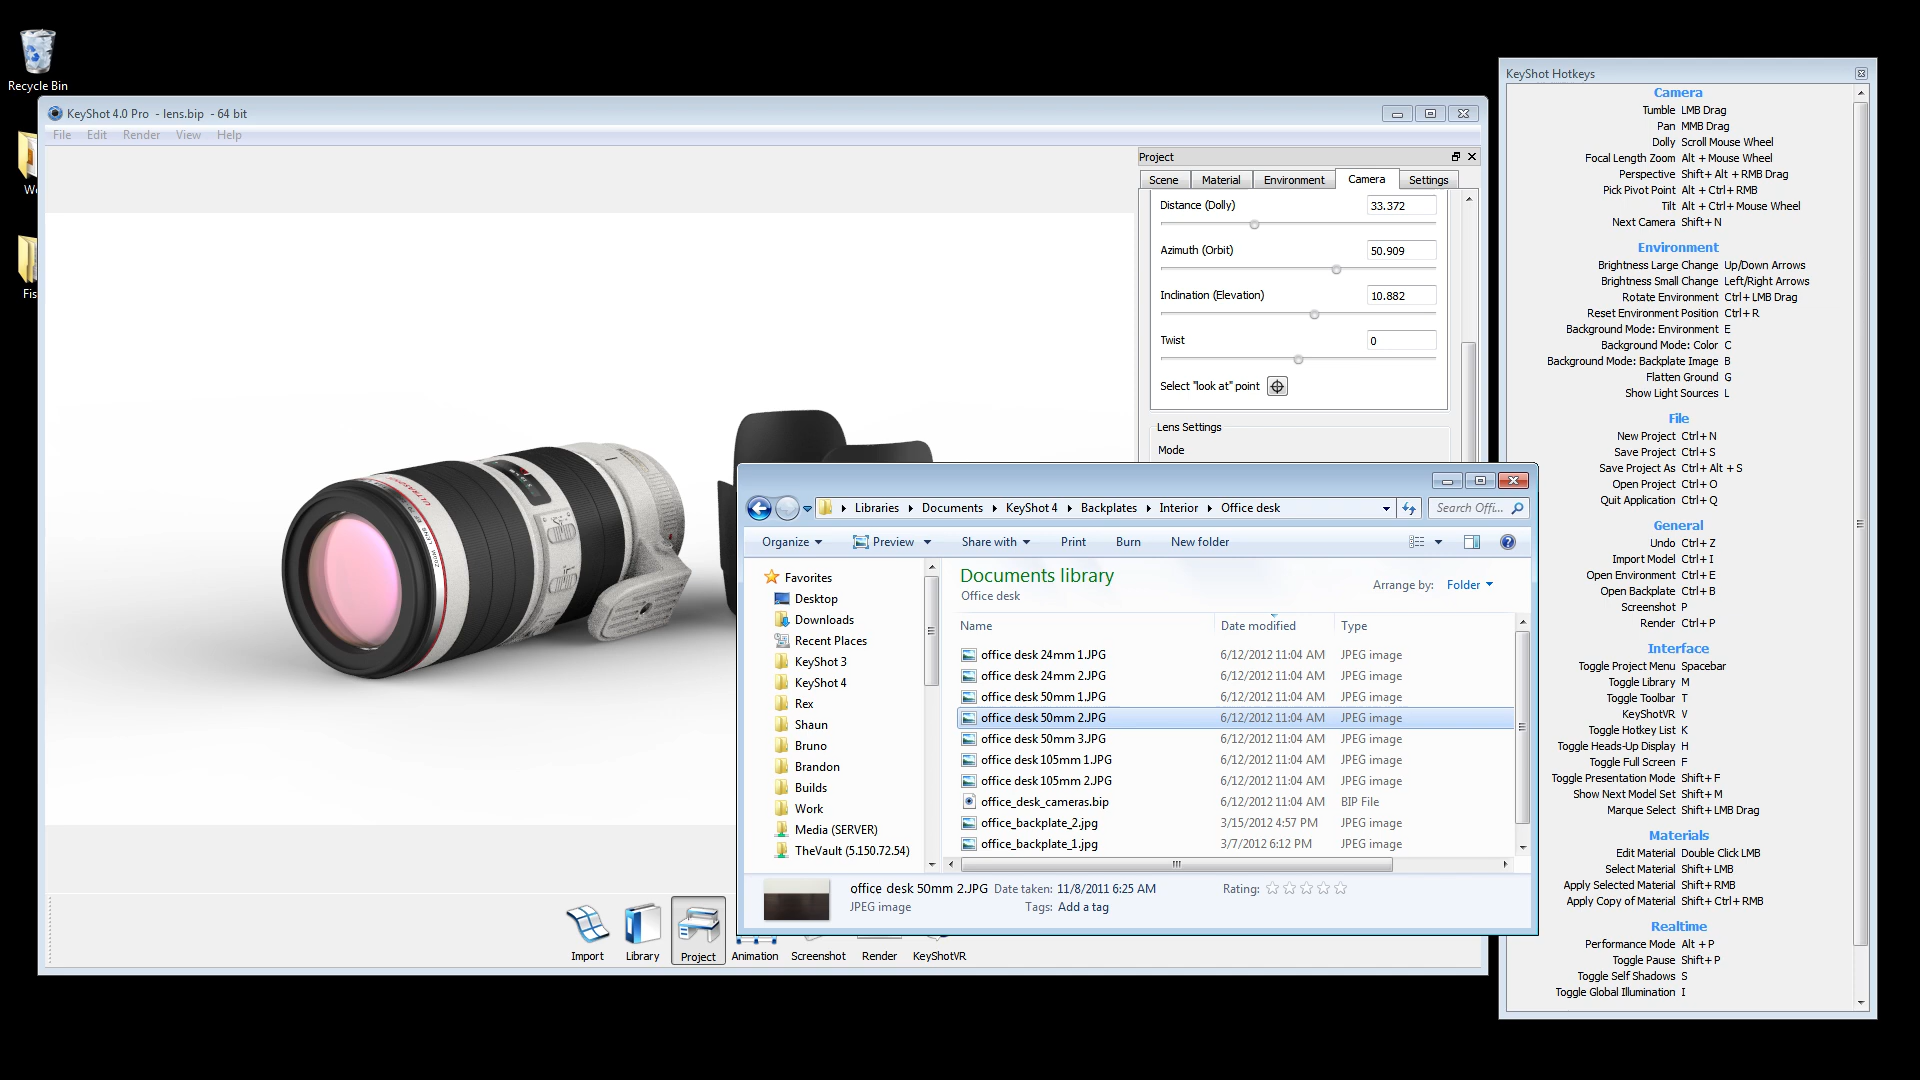 Recycle Bin
KeyShot 4.0 Pro - lens.bip - 64 bit
File Edit Render View Help
Project
Scene Material Environment Camera Settings
Distance (Dolly) 33.372
Azimuth (Orbit) 50.909
Inclination (Elevation) 10.882
Twist 0
Select "look at" point
Lens Settings
Mode
ULTRASONIC
Libraries Documents KeyShot 4 Backplates Interior Office desk
Search Offi...
Organize Preview Share with Print Burn New folder
Favorites
Desktop
Downloads
Recent Places
KeyShot 3
KeyShot 4
Rex
Shaun
Bruno
Brandon
Builds
Work
Media (SERVER)
TheVault (5.150.72.54)
Documents library
Office desk
Arrange by: Folder
Name Date modified Type
office desk 24mm 1.JPG 6/12/2012 11:04 AM JPEG image
office desk 24mm 2.JPG 6/12/2012 11:04 AM JPEG image
office desk 50mm 1.JPG 6/12/2012 11:04 AM JPEG image
office desk 50mm 2.JPG 6/12/2012 11:04 AM JPEG image
office desk 50mm 3.JPG 6/12/2012 11:04 AM JPEG image
office desk 105mm 1.JPG 6/12/2012 11:04 AM JPEG image
office desk 105mm 2.JPG 6/12/2012 11:04 AM JPEG image
office_desk_cameras.bip 6/12/2012 11:04 AM BIP File
office_backplate_2.jpg 3/15/2012 4:57 PM JPEG image
office_backplate_1.jpg 3/7/2012 6:12 PM JPEG image
office desk 50mm 2.JPG Date taken: 11/8/2011 6:25 AM Rating:
JPEG image Tags: Add a tag
Import Library Project Animation Screenshot Render KeyShotVR
KeyShot Hotkeys
Camera
Tumble LMB Drag
Pan MMB Drag
Dolly Scroll Mouse Wheel
Focal Length Zoom Alt + Mouse Wheel
Perspective Shift+ Alt + RMB Drag
Pick Pivot Point Alt + Ctrl+ RMB
Tilt Alt + Ctrl+ Mouse Wheel
Next Camera Shift+ N
Environment
Brightness Large Change Up/Down Arrows
Brightness Small Change Left/Right Arrows
Rotate Environment Ctrl+ LMB Drag
Reset Environment Position Ctrl+ R
Background Mode: Environment E
Background Mode: Color C
Background Mode: Backplate Image B
Flatten Ground G
Show Light Sources L
File
New Project Ctrl+ N
Save Project Ctrl+ S
Save Project As Ctrl+ Alt + S
Open Project Ctrl+ O
Quit Application Ctrl+ Q
General
Undo Ctrl+ Z
Import Model Ctrl+ I
Open Environment Ctrl+ E
Open Backplate Ctrl+ B
Screenshot P
Render Ctrl+ P
Interface
Toggle Project Menu Spacebar
Toggle Library M
Toggle Toolbar T
KeyShotVR V
Toggle Hotkey List K
Toggle Heads-Up Display H
Toggle Full Screen F
Toggle Presentation Mode Shift+ F
Show Next Model Set Shift+ M
Marque Select Shift+ LMB Drag
Materials
Edit Material Double Click LMB
Select Material Shift+ LMB
Apply Selected Material Shift+ RMB
Apply Copy of Material Shift+ Ctrl+ RMB
Realtime
Performance Mode Alt + P
Toggle Pause Shift+ P
Toggle Self Shadows S
Toggle Global Illumination I